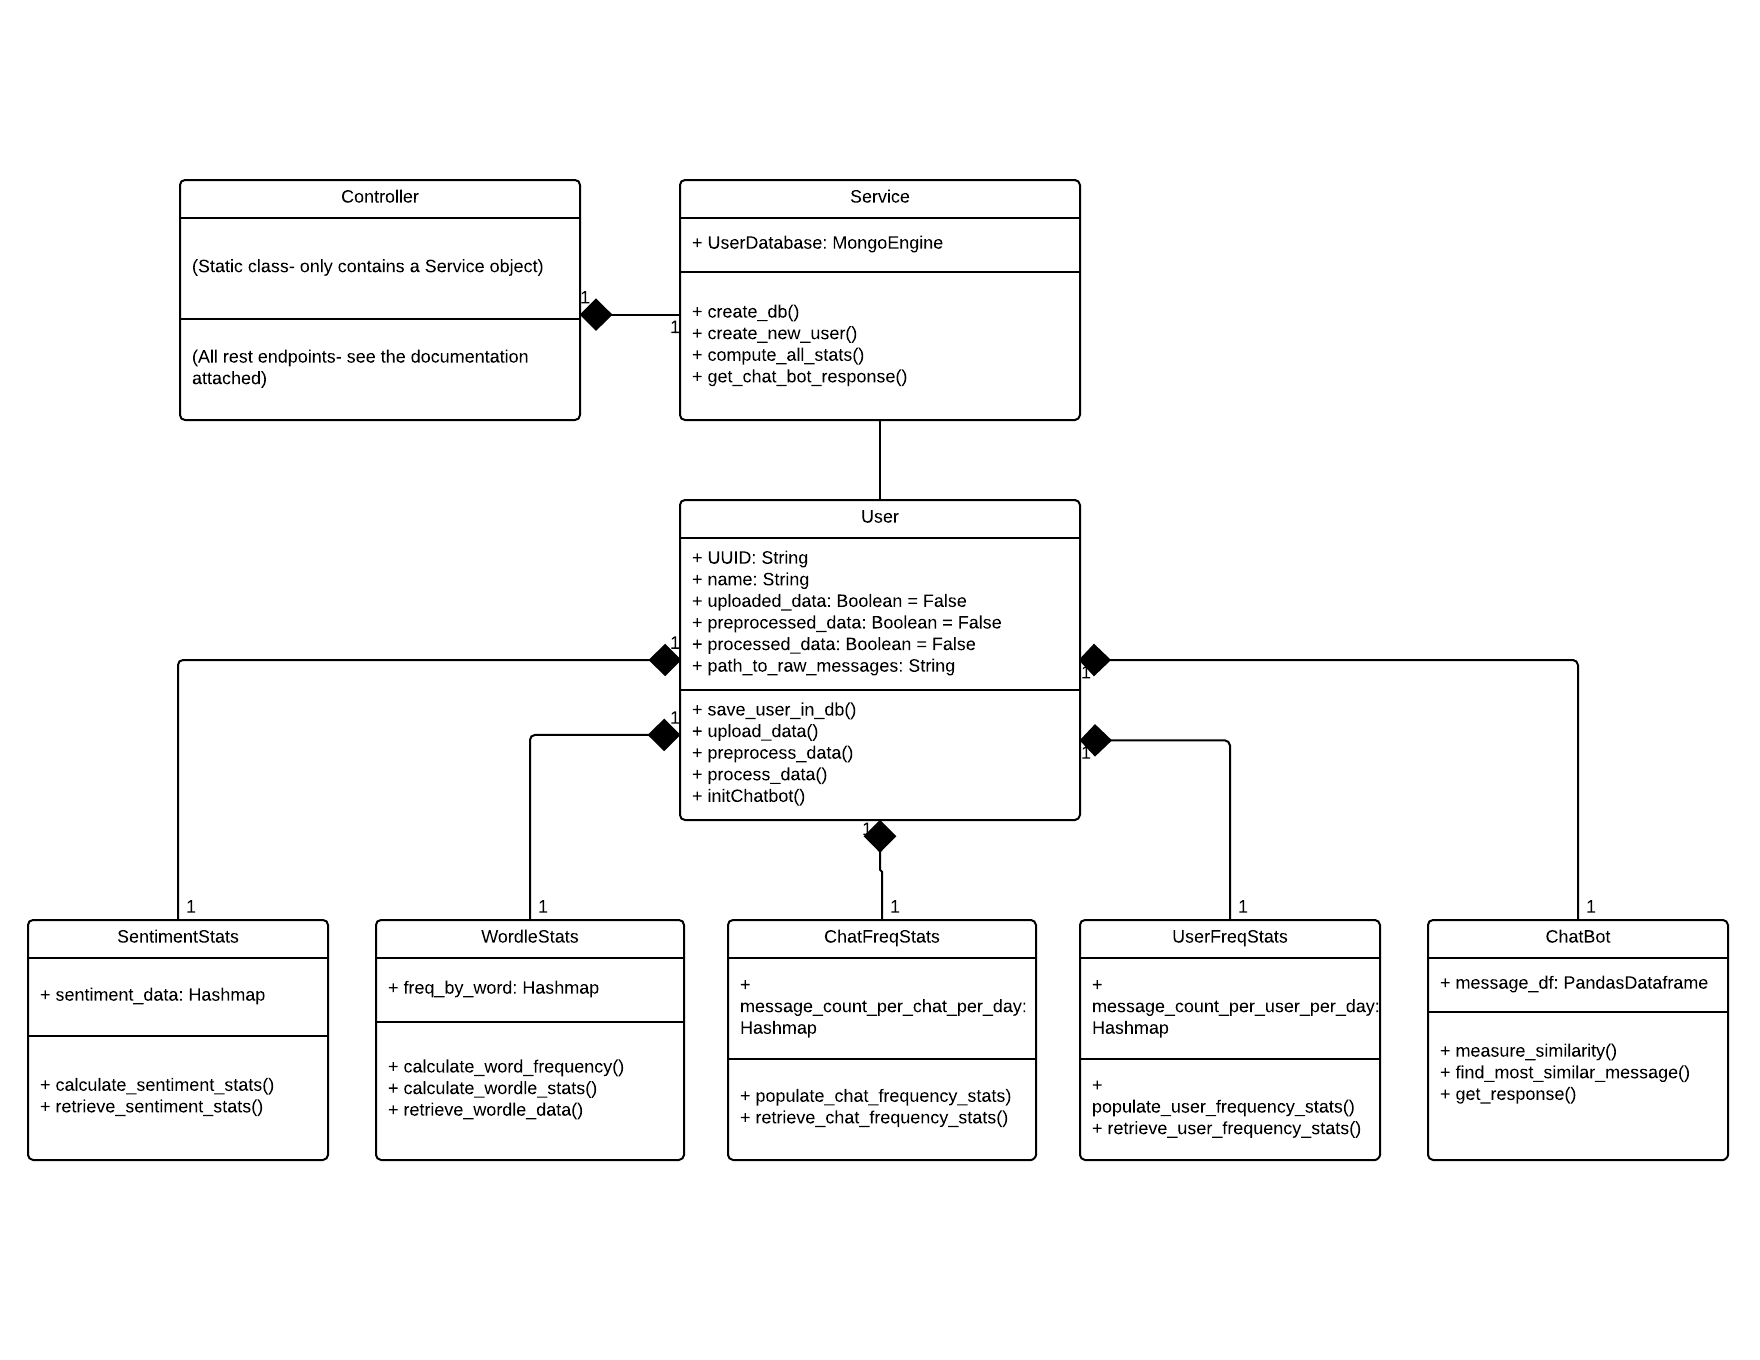 Controller
(Static class- only contains a Service object)
(All rest endpoints- see the documentation
attached)
1
1
Service
+ UserDatabase: MongoEngine
+ create_db()
+ create_new_user()
+ compute_all_stats()
+ get_chat_bot_response()
User
+ UUID: String
+ name: String
+ uploaded_data: Boolean = False
+ preprocessed_data: Boolean = False
+ processed_data: Boolean = False
+ path_to_raw_messages: String
+ save_user_in_db()
+ upload_data()
+ preprocess_data()
+ process_data()
+ initChatbot()
1
1
1
1
1
1
SentimentStats
+ sentiment_data: Hashmap
+ calculate_sentiment_stats()
+ retrieve_sentiment_stats()
1
WordleStats
+ freq_by_word: Hashmap
+ calculate_word_frequency()
+ calculate_wordle_stats()
+ retrieve_wordle_data()
1
ChatFreqStats
+
message_count_per_chat_per_day:
Hashmap
+ populate_chat_frequency_stats)
+ retrieve_chat_frequency_stats()
1
UserFreqStats
+
message_count_per_user_per_day:
Hashmap
+
populate_user_frequency_stats()
+ retrieve_user_frequency_stats()
1
ChatBot
+ message_df: PandasDataframe
+ measure_similarity()
+ find_most_similar_message()
+ get_response()